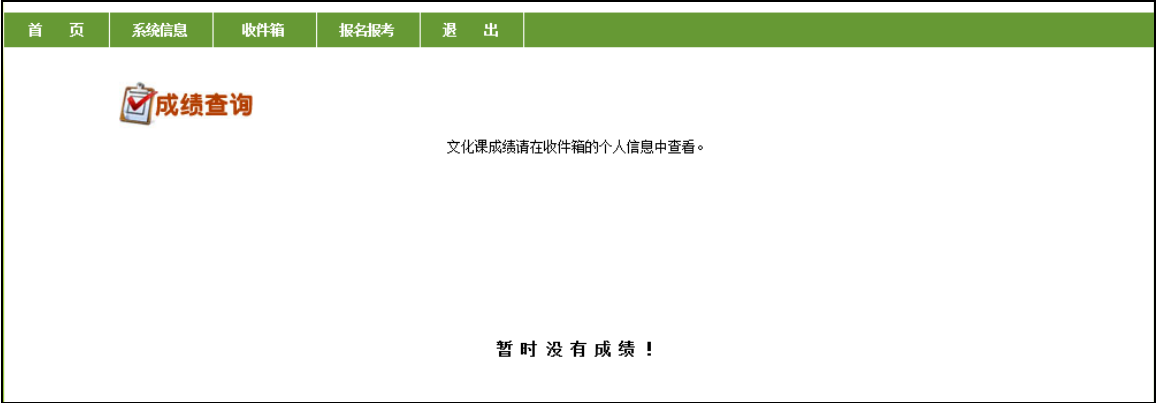 首 页 系统信息 收件箱 报名报考 退 出
成绩查询
文化课成绩请在收件箱的个人信息中查看。
暂时没有成绩！